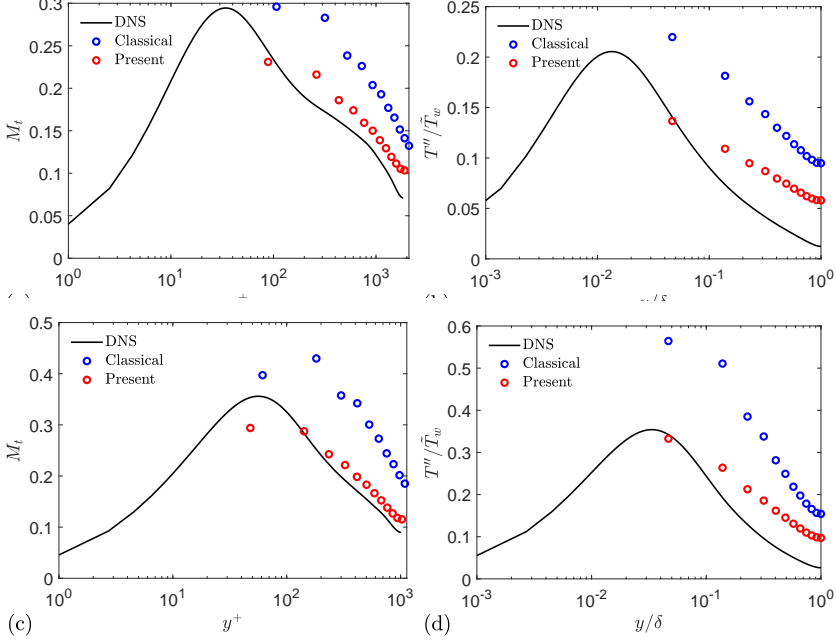 0.3
0.25
0.2
0.15
0.1
0.05
0
M_t
DNS
Classical
Present
10^0
10^1
10^2
10^3
0.25
0.2
0.15
0.1
0.05
0
T''/T̃_w
DNS
Classical
Present
10^-3
10^-2
10^-1
10^0
0.5
0.4
0.3
0.2
0.1
0
M_t
DNS
Classical
Present
10^0
10^1
10^2
10^3
(c)
y^+
0.6
0.5
0.4
0.3
0.2
0.1
0
T''/T̃_w
DNS
Classical
Present
10^-3
10^-2
10^-1
10^0
(d)
y/δ